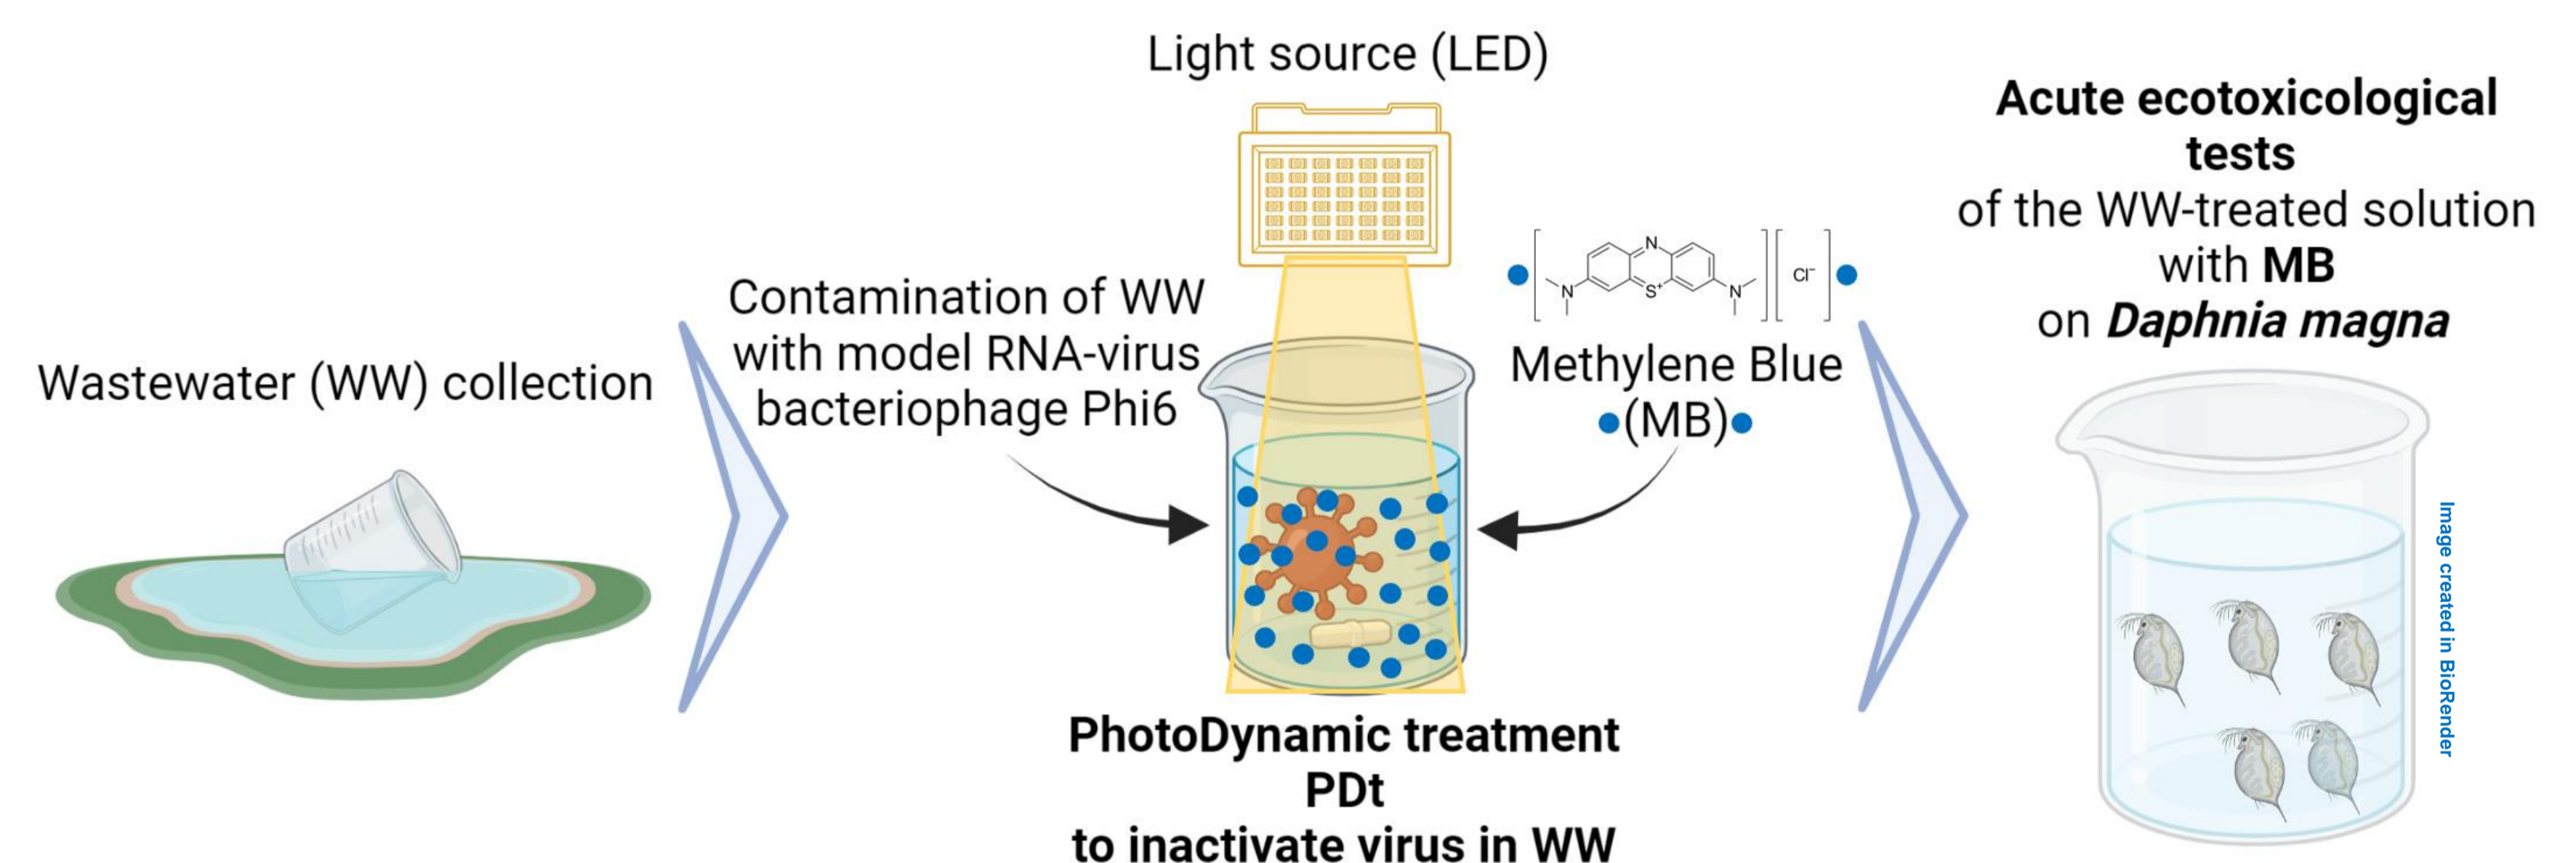 Wastewater (WW) collection
Contamination of WW
with model RNA-virus
bacteriophage Phi6
Light source (LED)
N
N
S⁺
N
Cl⁻
Methylene Blue
(MB)
PhotoDynamic treatment
PDt
to inactivate virus in WW
Acute ecotoxicological
tests
of the WW-treated solution
with MB
on Daphnia magna
Image created in BioRender